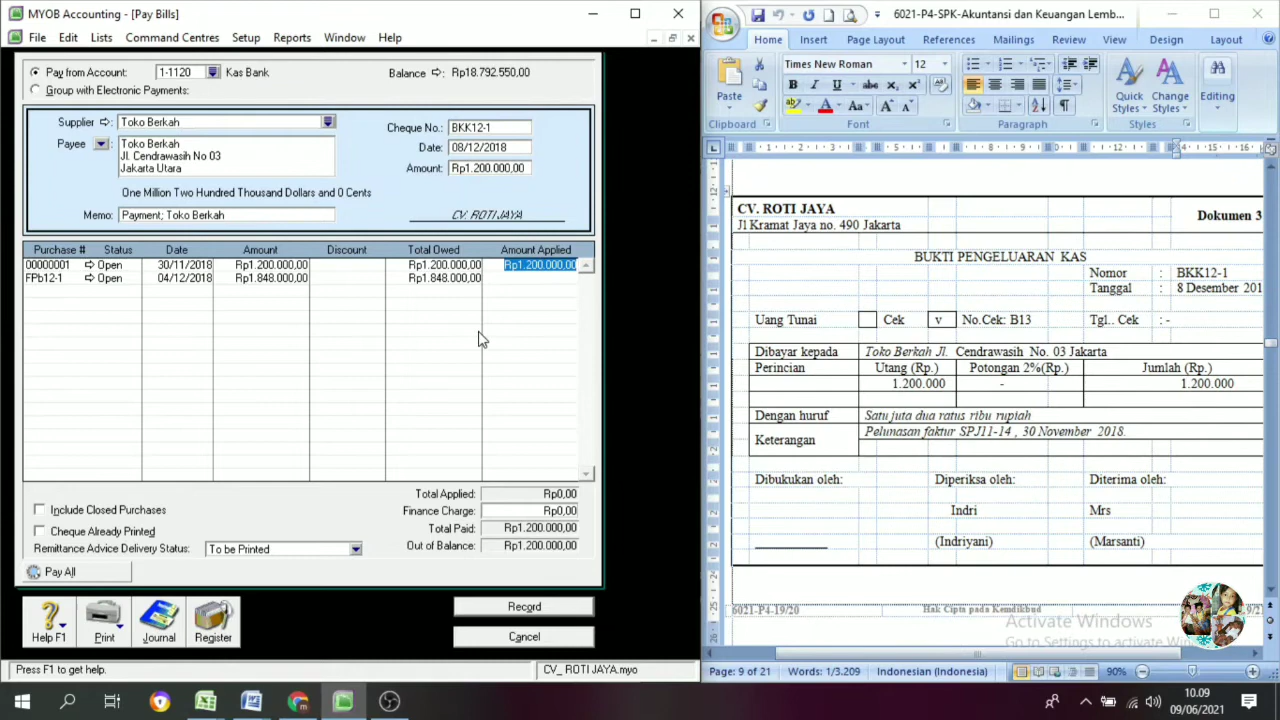 MYOB Accounting - [Pay Bills]
File Edit Lists Command Centres Setup Reports Window Help
Pay from Account: 1-1120 Kas Bank Balance Rp18.792.550,00
Group with Electronic Payments:
Supplier Toko Berkah
Payee Toko Berkah
Jl. Cendrawasih No 03
Jakarta Utara
Cheque No.: BKK12-1
Date: 08/12/2018
Amount: Rp1.200.000,00
One Million Two Hundred Thousand Dollars and 0 Cents
Memo: Payment; Toko Berkah
CV. ROTI JAYA
Purchase # Status Date Amount Discount Total Owed Amount Applied
00000001 Open 30/11/2018 Rp1.200.000,00 Rp1.200.000,00 Rp1.200.000,00
FPb12-1 Open 04/12/2018 Rp1.848.000,00 Rp1.848.000,00
Include Closed Purchases
Cheque Already Printed
Remittance Advice Delivery Status: To be Printed
Total Applied: Rp0,00
Finance Charge: Rp0,00
Total Paid: Rp1.200.000,00
Out of Balance: Rp1.200.000,00
Pay All
Help F1 Print Journal Register
Record
Cancel
Press F1 to get help. CV_ ROTI JAYA.myo
6021-P4-SPK-Akuntansi dan Keuangan Lemb...
Home Insert Page Layout References Mailings Review View Design Layout
Times New Roman 12
Paste
Quick Styles
Change Styles
Editing
Clipboard Font Paragraph Styles
CV. ROTI JAYA
Jl Kramat Jaya no. 490 Jakarta
Dokumen 3
BUKTI PENGELUARAN KAS
Nomor : BKK12-1
Tanggal : 8 Desember 201
Uang Tunai Cek v No.Cek: B13 Tgl.. Cek : -
Dibayar kepada Toko Berkah Jl. Cendrawasih No. 03 Jakarta
Perincian Utang (Rp.) Potongan 2%(Rp.) Jumlah (Rp.)
1.200.000 - 1.200.000
Dengan huruf Satu juta dua ratus ribu rupiah
Keterangan Pelunasan faktur SPJ11-14 , 30 November 2018.
Dibukukan oleh: Diperiksa oleh: Diterima oleh:
Indri Mrs
(Indriyani) (Marsanti)
6021-P4-19/20 Hak Cipta pada Kemdikbud 9/21
Activate Windows
Go to Settings to activate Win
Page: 9 of 21 Words: 1/3.209 Indonesian (Indonesia) 90%
10.09
09/06/2021